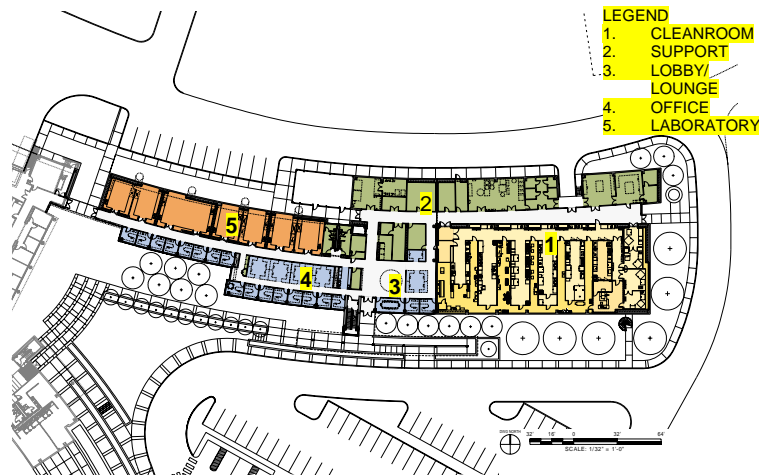 LEGEND
1. CLEANROOM
2. SUPPORT
3. LOBBY/
LOUNGE
4. OFFICE
5. LABORATORY
2
5
1
4
3
32' 16' 0 32' 64'
SCALE: 1/32" = 1'-0"